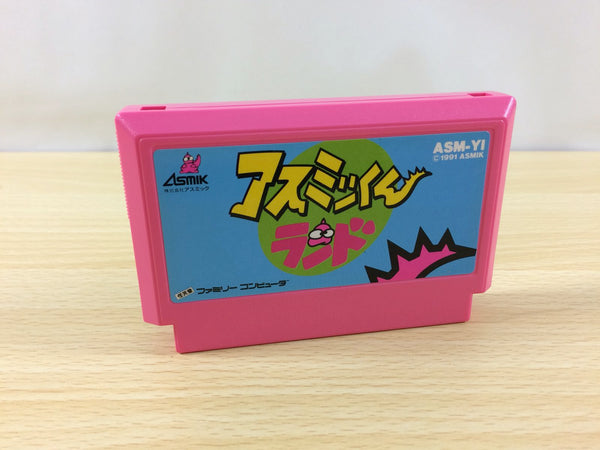 ASMIK
株式会社アスミック
ASM-YI
©1991 ASMIK
アスミッくん
ランド
ファミリー コンピュータ